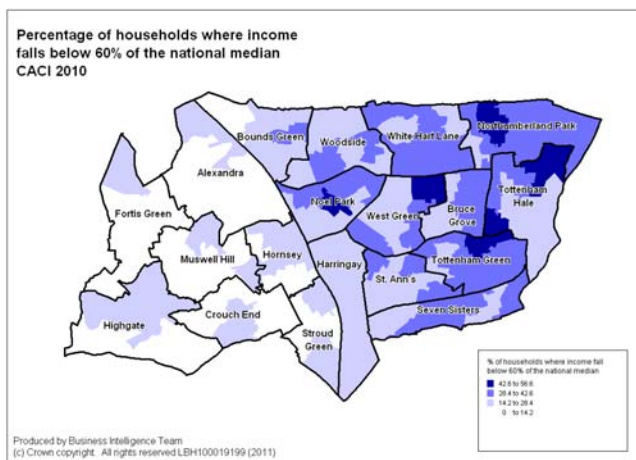 Percentage of households where income
falls below 60% of the national median
CACI 2010
Northumberland Park
Bounds Green
Woodside
White Hart Lane
Alexandra
Noel Park
Tottenham
Hale
Fortis Green
West Green
Bruce
Grove
Muswell Hill
Hornsey
Harringay
Tottenham Green
St. Ann's
Highgate
Crouch End
Stroud
Green
Seven Sisters
% of households where income fall
below 60% of the national median
42.6 to 56.6
28.4 to 42.6
14.2 to 28.4
0 to 14.2
Produced by Business Intelligence Team
(c) Crown copyright. All rights reserved LBH100019199 (2011)